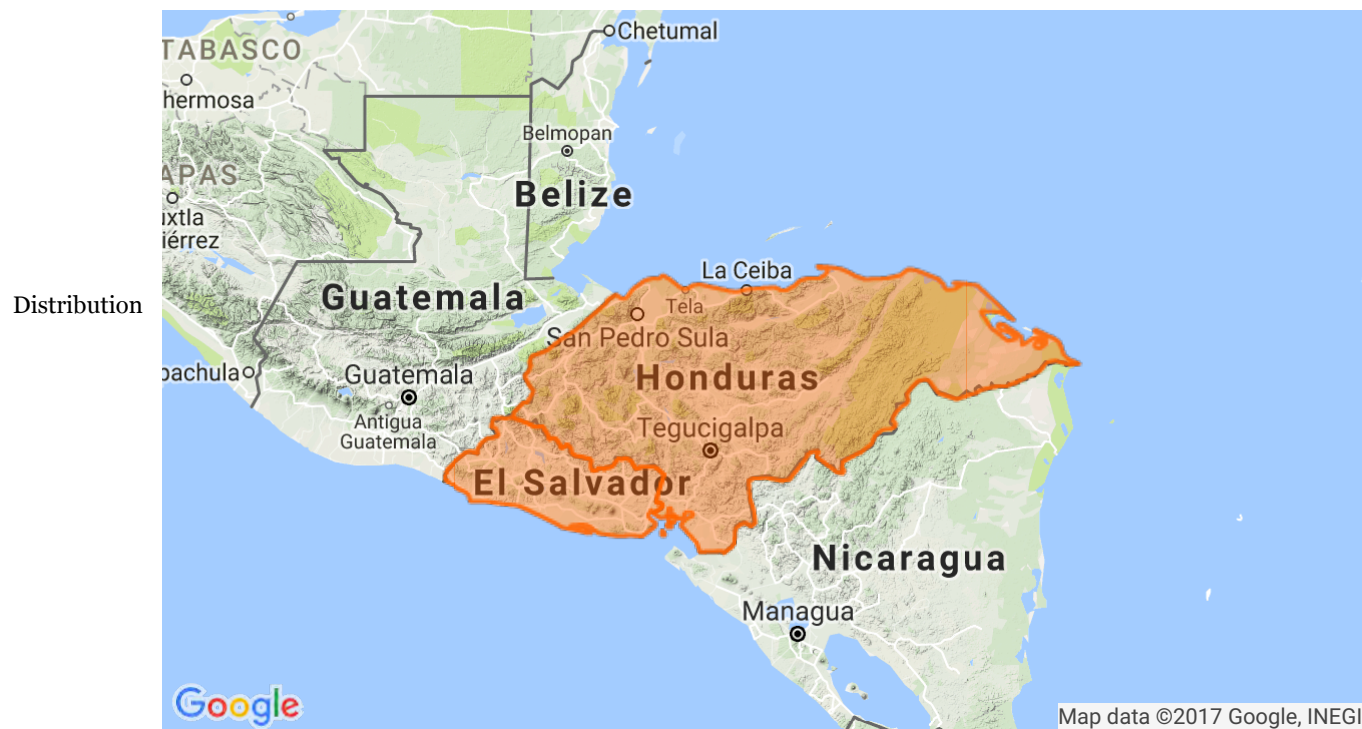 Chetumal
TABASCO
hermosa
Belmopan
APAS
Belize
uxtla
iérrez
La Ceiba
Distribution
Guatemala
Tela
San Pedro Sula
pachula
Guatemala
Honduras
Antigua
Guatemala
Tegucigalpa
El Salvador
Nicaragua
Managua
Google
Map data ©2017 Google, INEGI